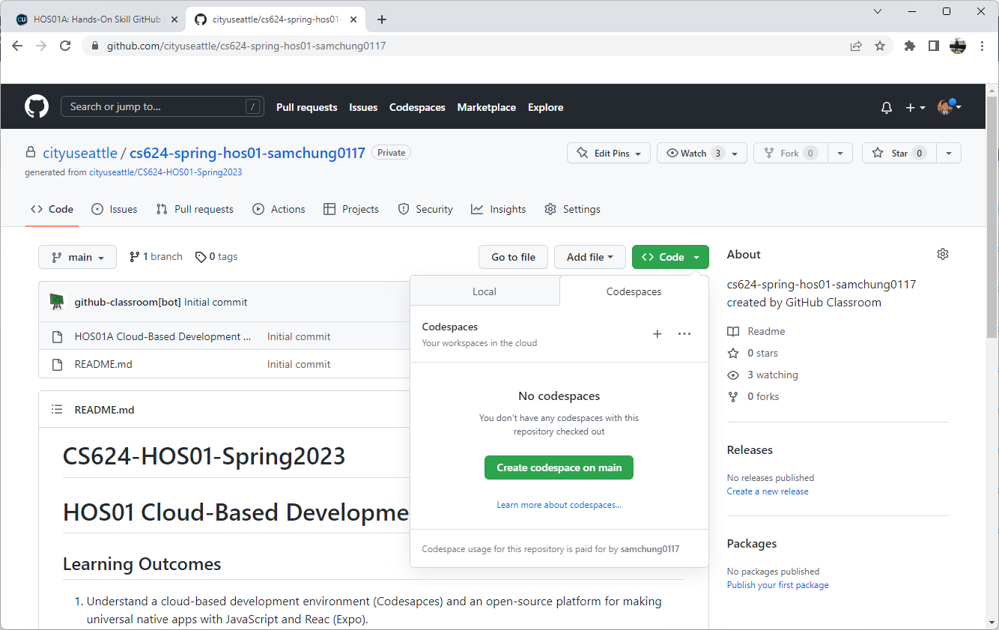 HOS01A: Hands-On Skill GitHub
cityuseattle/cs624-spring-hos01-
github.com/cityuseattle/cs624-spring-hos01-samchung0117
Search or jump to... /
Pull requests Issues Codespaces Marketplace Explore
cityuseattle / cs624-spring-hos01-samchung0117 Private
Edit Pins Watch 3 Fork 0 Star 0
generated from cityuseattle/CS624-HOS01-Spring2023
Code Issues Pull requests Actions Projects Security Insights Settings
main 1 branch 0 tags
Go to file Add file Code
github-classroom[bot] Initial commit
HOS01A Cloud-Based Development ... Initial commit
README.md Initial commit
README.md
CS624-HOS01-Spring2023
HOS01 Cloud-Based Developme
Learning Outcomes
1. Understand a cloud-based development environment (Codesapces) and an open-source platform for making
universal native apps with JavaScript and Reac (Expo).
Local Codespaces
Codespaces
Your workspaces in the cloud
No codespaces
You don't have any codespaces with this
repository checked out
Create codespace on main
Learn more about codespaces...
Codespace usage for this repository is paid for by samchung0117
About
cs624-spring-hos01-samchung0117
created by GitHub Classroom
Readme
0 stars
3 watching
0 forks
Releases
No releases published
Create a new release
Packages
No packages published
Publish your first package